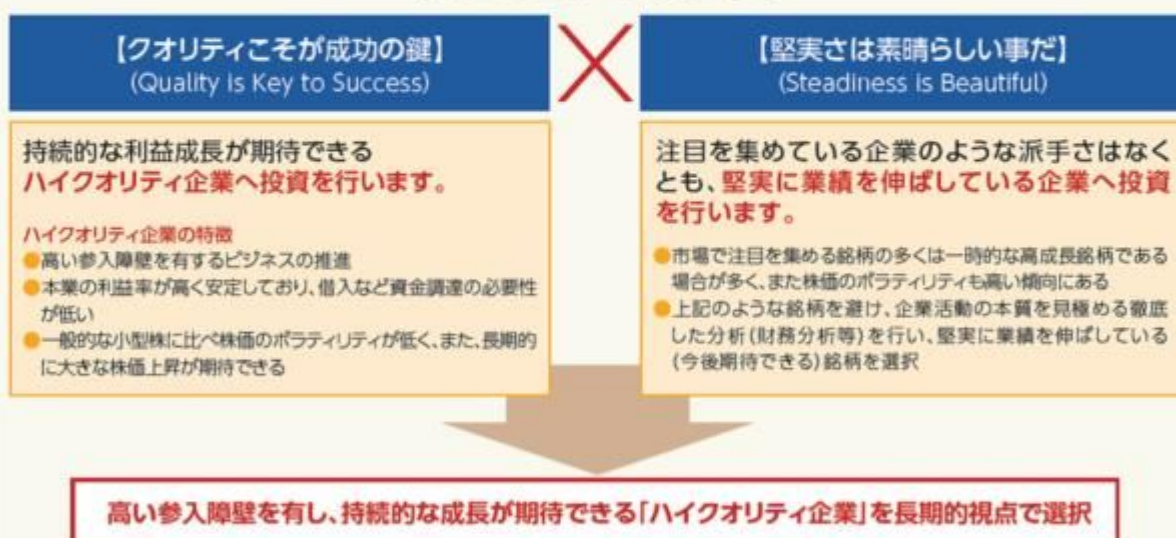 【クオリティこそが成功の鍵】
(Quality is Key to Success)
【堅実さは素晴らしい事だ】
(Steadiness is Beautiful)
持続的な利益成長が期待できる
ハイクオリティ企業へ投資を行います。
ハイクオリティ企業の特徴
●高い参入障壁を有するビジネスの推進
●本業の利益率が高く安定しており、借入など資金調達の必要性
が低い
●一般的な小型株に比べ株価のボラティリティが低く、また、長期的
に大きな株価上昇が期待できる
注目を集めている企業のような派手さはなく
とも、堅実に業績を伸ばしている企業へ投資
を行います。
●市場で注目を集める銘柄の多くは一時的な高成長銘柄である
場合が多く、また株価のボラティリティも高い傾向にある
●上記のような銘柄を避け、企業活動の本質を見極める徹底
した分析(財務分析等)を行い、堅実に業績を伸ばしている
(今後期待できる)銘柄を選択
高い参入障壁を有し、持続的な成長が期待できる「ハイクオリティ企業」を長期的視点で選択